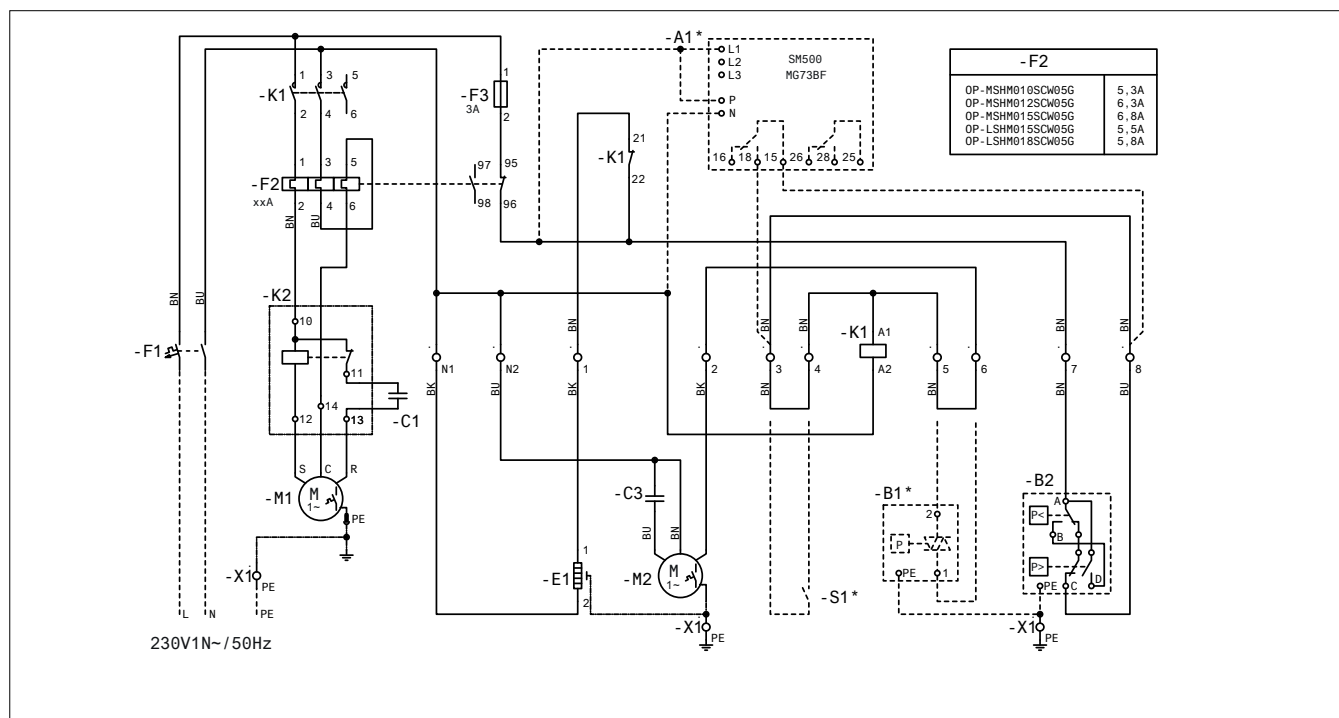 -A1*
L1
L2
L3
SM500
MG73BF
P
N
16 18 15 26 28 25
-F2
OP-MSHM010SCW05G 5,3A
OP-MSHM012SCW05G 6,3A
OP-MSHM015SCW05G 6,8A
OP-LSHM015SCW05G 5,5A
OP-LSHM018SCW05G 5,8A
1 3 5
-K1
2 4 6
1
-F3
3A
2
21
-K1
22
1 3 5
-F2
xxA
2 4 6
97 95
98 96
BN BU
BN BU
-K2
10
11
-C1
12 14 13
-F1
BN BN BN BN BN BN
-K1 A1
A2
N1 N2 1 2 3 4 5 6 7 8
BK BU BK BK BN BN BN BU
S C R
-M1 M
1~
PE
-X1
PE
PE
L N
230V1N~/50Hz
-C3
BU BN
1
-E1
2
-M2 M
1~
-X1
PE
-S1*
-B1*
2
P
PE 1
-B2
A
P<
B
P>
PE C D
-X1
PE